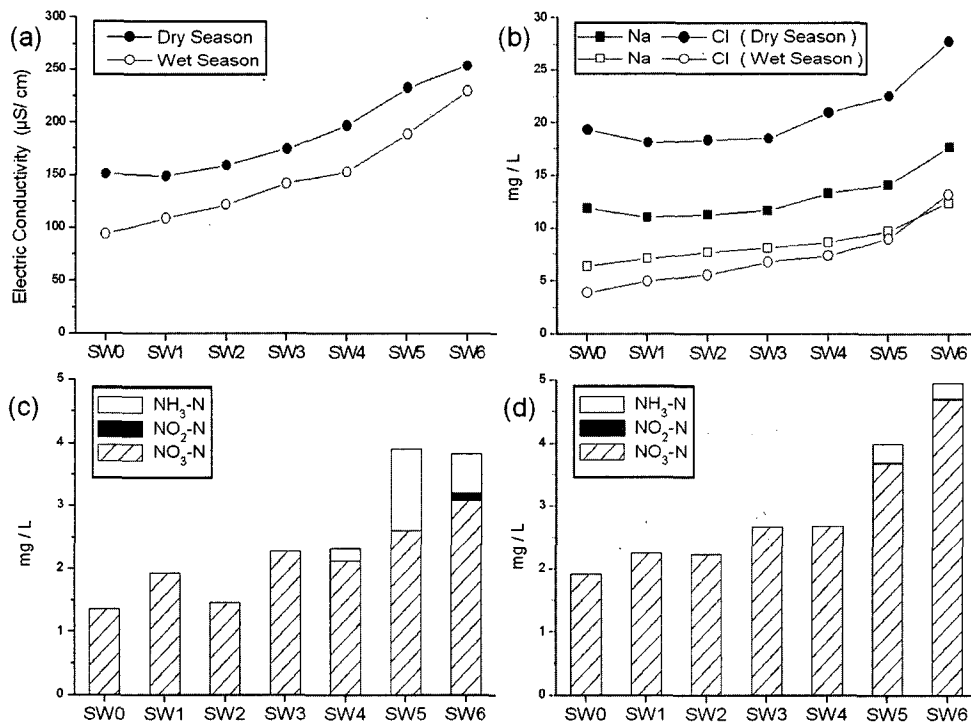 (a)
Dry Season
Wet Season
Electric Conductivity (μS/ cm)
300
250
200
150
100
50
0
SW0 SW1 SW2 SW3 SW4 SW5 SW6
(b)
Na Cl ( Dry Season )
Na Cl ( Wet Season )
mg / L
30
25
20
15
10
5
0
SW0 SW1 SW2 SW3 SW4 SW5 SW6
(c)
NH3-N
NO2-N
NO3-N
mg / L
5
4
3
2
1
0
SW0 SW1 SW2 SW3 SW4 SW5 SW6
(d)
NH3-N
NO2-N
NO3-N
mg / L
5
4
3
2
1
0
SW0 SW1 SW2 SW3 SW4 SW5 SW6